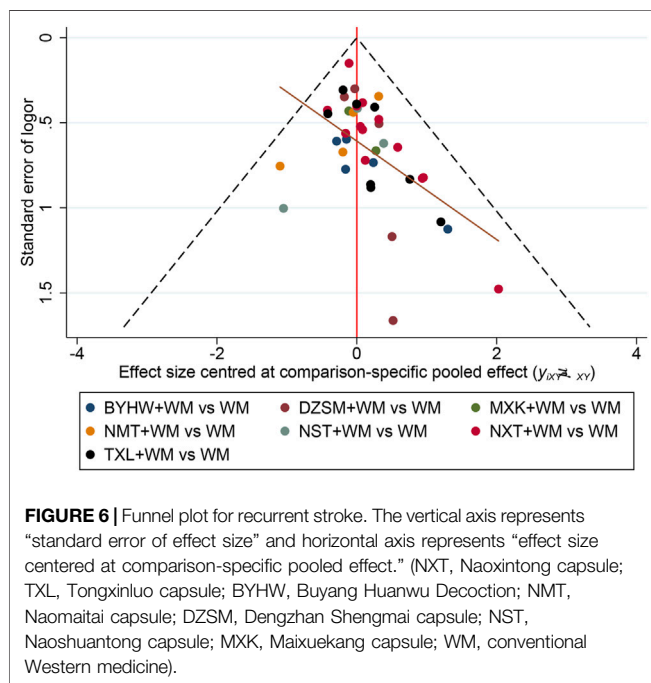 0
.5
1
1.5
Standard error of logor
-4
-2
0
2
4
Effect size centred at comparison-specific pooled effect
BYHW+WM vs WM
DZSM+WM vs WM
MXK+WM vs WM
NMT+WM vs WM
NST+WM vs WM
NXT+WM vs WM
TXL+WM vs WM
FIGURE 6 | Funnel plot for recurrent stroke. The vertical axis represents
“standard error of effect size” and horizontal axis represents “effect size
centered at comparison-specific pooled effect.” (NXT, Naoxintong capsule;
TXL, Tongxinluo capsule; BYHW, Buyang Huanwu Decoction; NMT,
Naomaitai capsule; DZSM, Dengzhan Shengmai capsule; NST,
Naoshuantong capsule; MXK, Maixuekang capsule; WM, conventional
Western medicine).